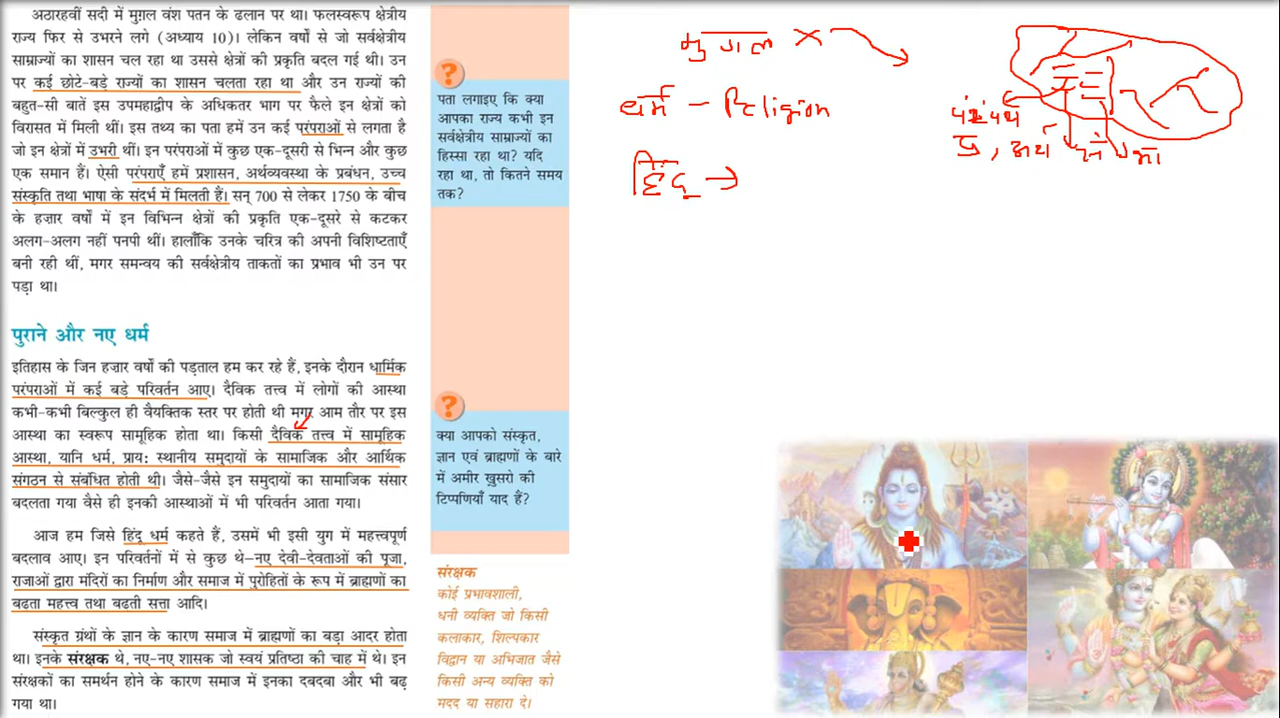 अठारहवीं सदी में मुग़ल वंश पतन के ढलान पर था। फलस्वरूप क्षेत्रीय
राज्य फिर से उभरने लगे (अध्याय 10)। लेकिन वर्षों से जो सर्वक्षेत्रीय
साम्राज्यों का शासन चल रहा था उससे क्षेत्रों की प्रकृति बदल गई थी। उन
पर कई छोटे-बड़े राज्यों का शासन चलता रहा था और उन राज्यों की
बहुत-सी बातें इस उपमहाद्वीप के अधिकतर भाग पर फैले इन क्षेत्रों को
विरासत में मिली थीं। इस तथ्य का पता हमें उन कई परंपराओं से लगता है
जो इन क्षेत्रों में उभरी थीं। इन परंपराओं में कुछ एक-दूसरी से भिन्न और कुछ
एक समान हैं। ऐसी परंपराएँ हमें प्रशासन, अर्थव्यवस्था के प्रबंधन, उच्च
संस्कृति तथा भाषा के संदर्भ में मिलती हैं। सन् 700 से लेकर 1750 के बीच
के हज़ार वर्षों में इन विभिन्न क्षेत्रों की प्रकृति एक-दूसरे से कटकर
अलग-अलग नहीं पनपी थीं। हालाँकि उनके चरित्र की अपनी विशिष्टताएँ
बनी रही थीं, मगर समन्वय की सर्वक्षेत्रीय ताकतों का प्रभाव भी उन पर
पड़ा था।
पुराने और नए धर्म
इतिहास के जिन हज़ार वर्षों की पड़ताल हम कर रहे हैं, इनके दौरान धार्मिक
परंपराओं में कई बड़े परिवर्तन आए। दैविक तत्त्व में लोगों की आस्था
कभी-कभी बिल्कुल ही वैयक्तिक स्तर पर होती थी मगर आम तौर पर इस
आस्था का स्वरूप सामूहिक होता था। किसी दैविक तत्त्व में सामूहिक
आस्था, यानि धर्म, प्राय: स्थानीय समुदायों के सामाजिक और आर्थिक
संगठन से संबंधित होती थी। जैसे-जैसे इन समुदायों का सामाजिक संसार
बदलता गया वैसे ही इनकी आस्थाओं में भी परिवर्तन आता गया।
आज हम जिसे हिंदू धर्म कहते हैं, उसमें भी इसी युग में महत्त्वपूर्ण
बदलाव आए। इन परिवर्तनों में से कुछ थे-नए देवी-देवताओं की पूजा,
राजाओं द्वारा मंदिरों का निर्माण और समाज में पुरोहितों के रूप में ब्राह्मणों का
बढता महत्त्व तथा बढती सत्ता आदि।
संस्कृत ग्रंथों के ज्ञान के कारण समाज में ब्राह्मणों का बड़ा आदर होता
था। इनके संरक्षक थे, नए-नए शासक जो स्वयं प्रतिष्ठा की चाह में थे। इन
संरक्षकों का समर्थन होने के कारण समाज में इनका दबदबा और भी बढ़
गया था।
?
पता लगाइए कि क्या
आपका राज्य कभी इन
सर्वक्षेत्रीय साम्राज्यों का
हिस्सा रहा था? यदि
रहा था, तो कितने समय
तक?
?
क्या आपको संस्कृत,
ज्ञान एवं ब्राह्मणों के बारे
में अमीर खुसरो की
टिप्पणियाँ याद हैं?
संरक्षक
कोई प्रभावशाली,
धनी व्यक्ति जो किसी
कलाकार, शिल्पकार
विद्वान या अभिजात जैसे
किसी अन्य व्यक्ति को
मदद या सहारा दे।
मुगल ×
धर्म - Religion
हिंदू →